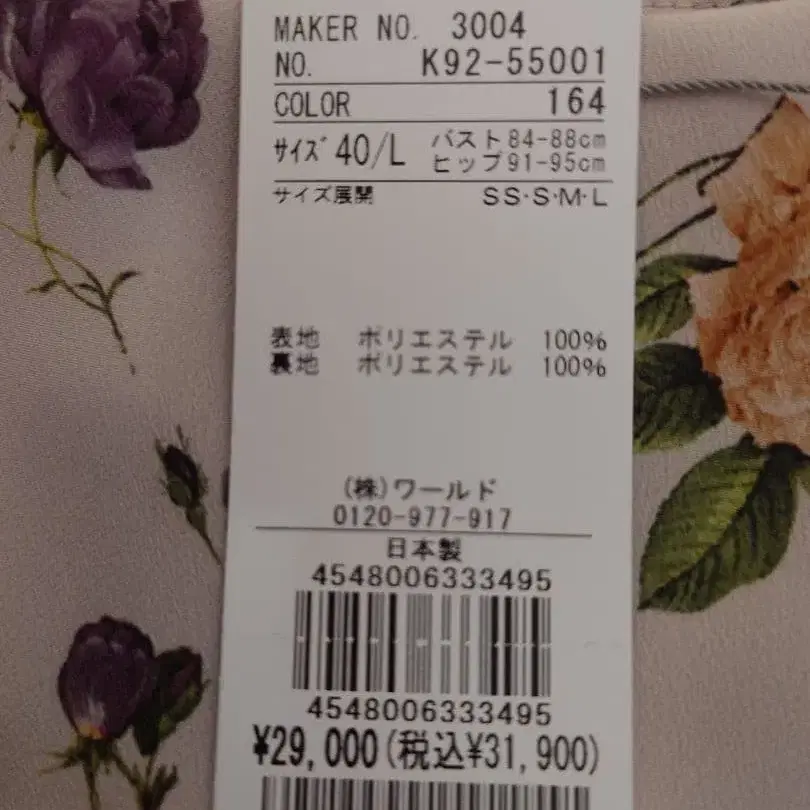 MAKER NO. 3004
NO. K92-55001
COLOR 164
サイズ 40/L バスト84-88cm
ヒップ91-95cm
サイズ展開 SS·S·M·L
表地 ポリエステル 100%
裏地 ポリエステル 100%
(株)ワールド
0120-977-917
日本製
4548006333495
4548006333495
¥29,000(税込¥31,900)